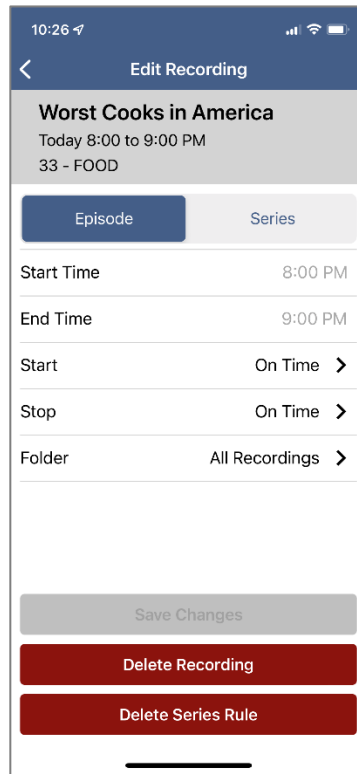 10:26
Edit Recording
Worst Cooks in America
Today 8:00 to 9:00 PM
33 - FOOD
Episode Series
Start Time 8:00 PM
End Time 9:00 PM
Start On Time
Stop On Time
Folder All Recordings
Save Changes
Delete Recording
Delete Series Rule